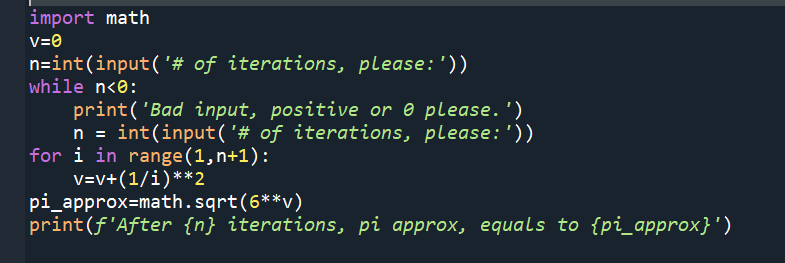 import math
v=0
n=int(input('# of iterations, please:'))
while n<0:
    print('Bad input, positive or 0 please.')
    n = int(input('# of iterations, please:'))
for i in range(1,n+1):
    v=v+(1/i)**2
pi_approx=math.sqrt(6**v)
print(f'After {n} iterations, pi approx, equals to {pi_approx}')